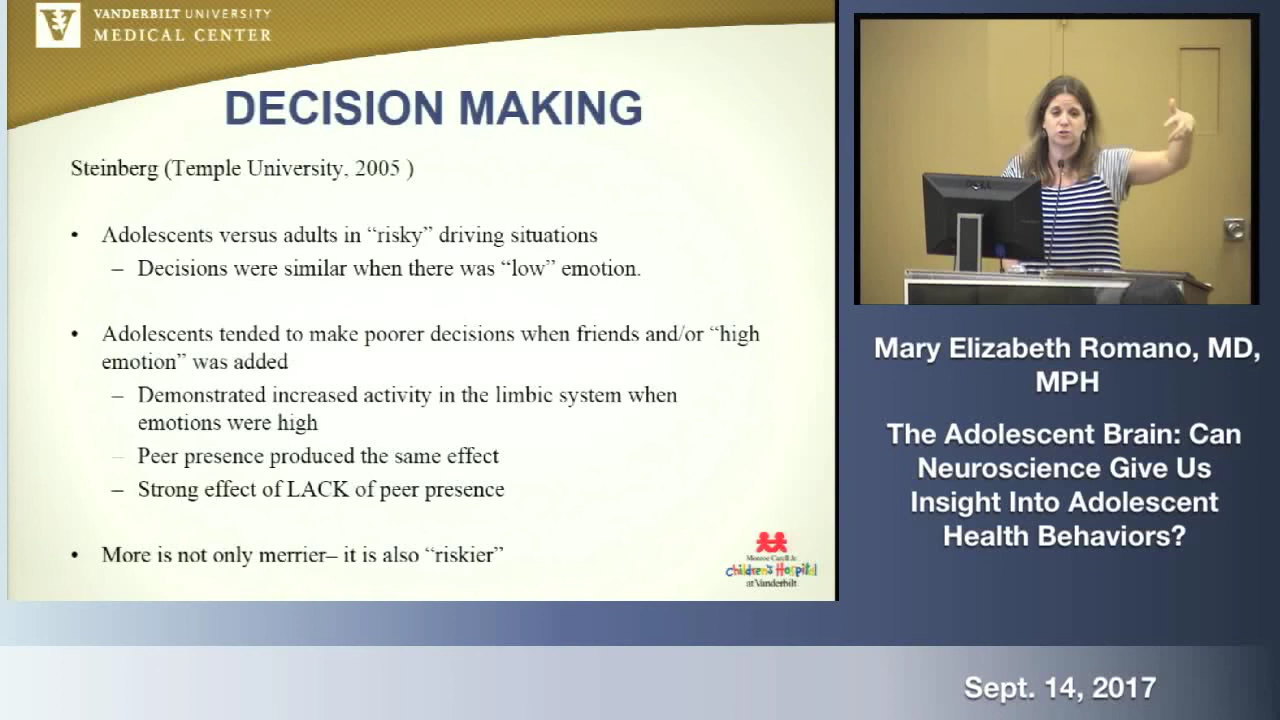 VANDERBILT UNIVERSITY
MEDICAL CENTER
DECISION MAKING
Steinberg (Temple University, 2005 )
• Adolescents versus adults in “risky” driving situations
– Decisions were similar when there was “low” emotion.
• Adolescents tended to make poorer decisions when friends and/or “high
emotion” was added
– Demonstrated increased activity in the limbic system when
emotions were high
– Peer presence produced the same effect
– Strong effect of LACK of peer presence
• More is not only merrier– it is also “riskier”
Monroe Carell Jr.
Children's Hospital
at Vanderbilt
DELL
Mary Elizabeth Romano, MD,
MPH
The Adolescent Brain: Can
Neuroscience Give Us
Insight Into Adolescent
Health Behaviors?
Sept. 14, 2017